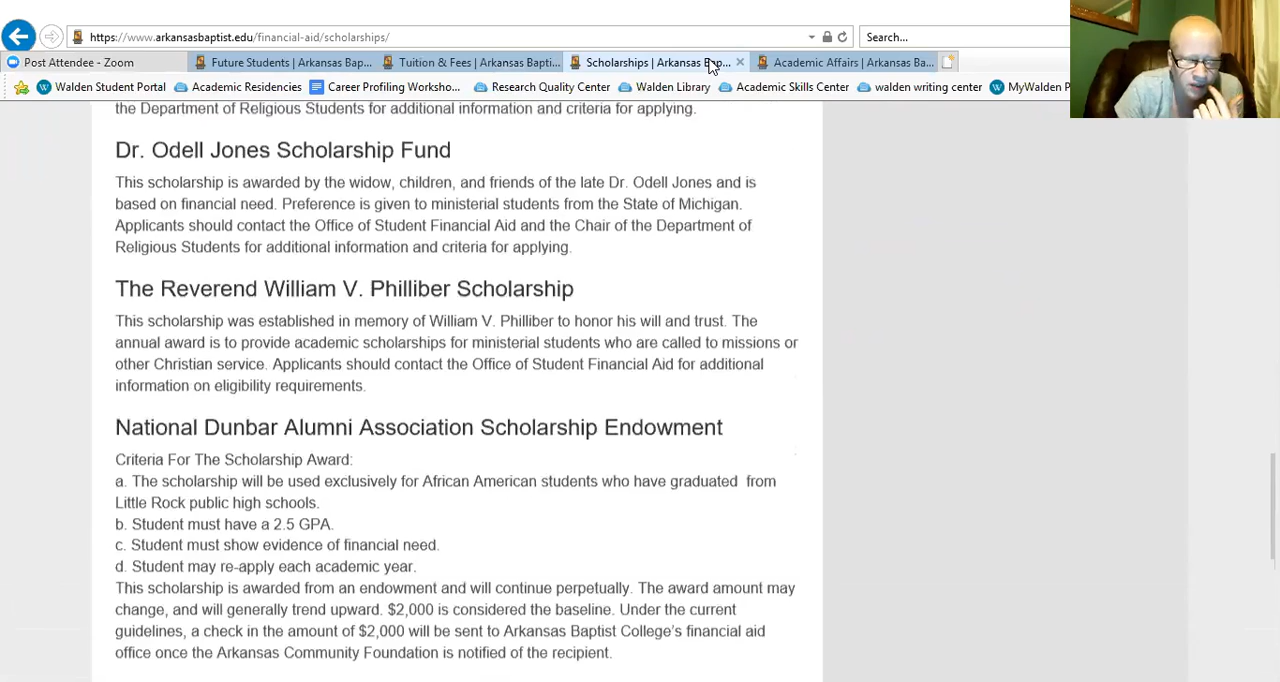 https://www.arkansasbaptist.edu/financial-aid/scholarships/
Search...
Post Attendee - Zoom
Future Students | Arkansas Bap...
Tuition & Fees | Arkansas Bapti...
Scholarships | Arkansas Bap...
Academic Affairs | Arkansas Ba...
Walden Student Portal
Academic Residencies
Career Profiling Worksho...
Research Quality Center
Walden Library
Academic Skills Center
walden writing center
MyWalden
the Department of Religious Students for additional information and criteria for applying.
Dr. Odell Jones Scholarship Fund
This scholarship is awarded by the widow, children, and friends of the late Dr. Odell Jones and is
based on financial need. Preference is given to ministerial students from the State of Michigan.
Applicants should contact the Office of Student Financial Aid and the Chair of the Department of
Religious Students for additional information and criteria for applying.
The Reverend William V. Philliber Scholarship
This scholarship was established in memory of William V. Philliber to honor his will and trust. The
annual award is to provide academic scholarships for ministerial students who are called to missions or
other Christian service. Applicants should contact the Office of Student Financial Aid for additional
information on eligibility requirements.
National Dunbar Alumni Association Scholarship Endowment
Criteria For The Scholarship Award:
a. The scholarship will be used exclusively for African American students who have graduated from
Little Rock public high schools.
b. Student must have a 2.5 GPA.
c. Student must show evidence of financial need.
d. Student may re-apply each academic year.
This scholarship is awarded from an endowment and will continue perpetually. The award amount may
change, and will generally trend upward. $2,000 is considered the baseline. Under the current
guidelines, a check in the amount of $2,000 will be sent to Arkansas Baptist College's financial aid
office once the Arkansas Community Foundation is notified of the recipient.